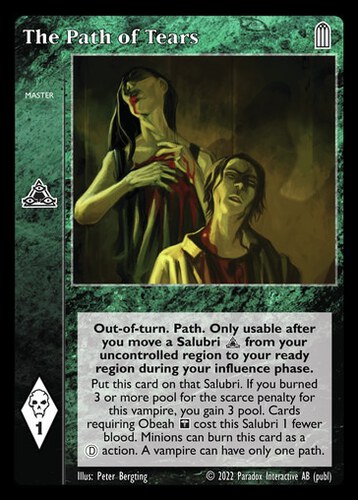 The Path of Tears
MASTER
Out-of-turn. Path. Only usable after
you move a Salubri from your
uncontrolled region to your ready
region during your influence phase.
Put this card on that Salubri. If you burned
3 or more pool for the scarce penalty for
this vampire, you gain 3 pool. Cards
requiring Obeah cost this Salubri 1 fewer
blood. Minions can burn this card as a
D action. A vampire can have only one path.
1
Illus: Peter Bergting
© 2022 Paradox Interactive AB (publ)